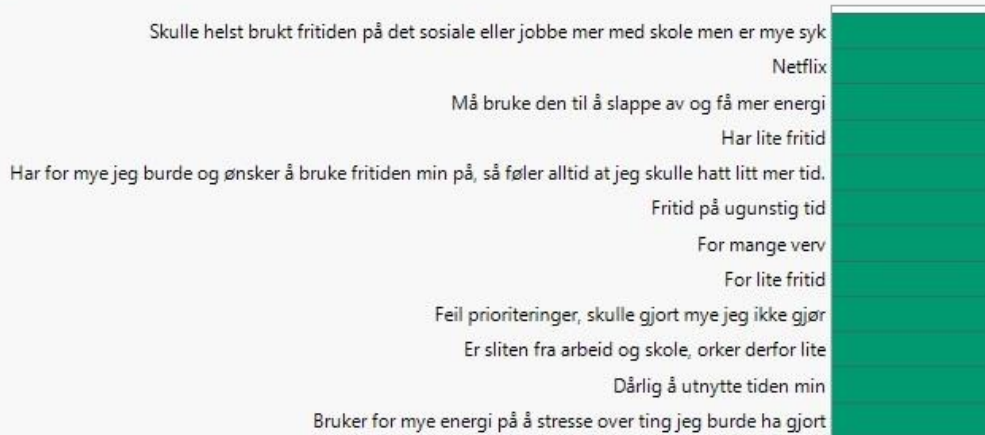 Skulle helst brukt fritiden på det sosiale eller jobbe mer med skole men er mye syk
Netflix
Må bruke den til å slappe av og få mer energi
Har lite fritid
Har for mye jeg burde og ønsker å bruke fritiden min på, så føler alltid at jeg skulle hatt litt mer tid.
Fritid på ugunstig tid
For mange verv
For lite fritid
Feil prioriteringer, skulle gjort mye jeg ikke gjør
Er sliten fra arbeid og skole, orker derfor lite
Dårlig å utnytte tiden min
Bruker for mye energi på å stresse over ting jeg burde ha gjort